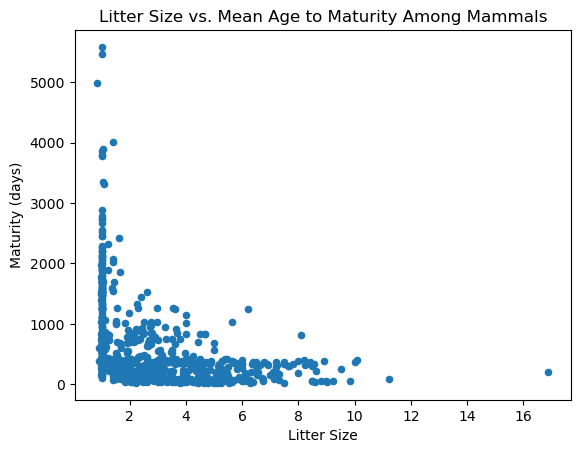 Litter Size vs. Mean Age to Maturity Among Mammals
Maturity (days)
5000
4000
3000
2000
1000
0
2 4 6 8 10 12 14 16
Litter Size